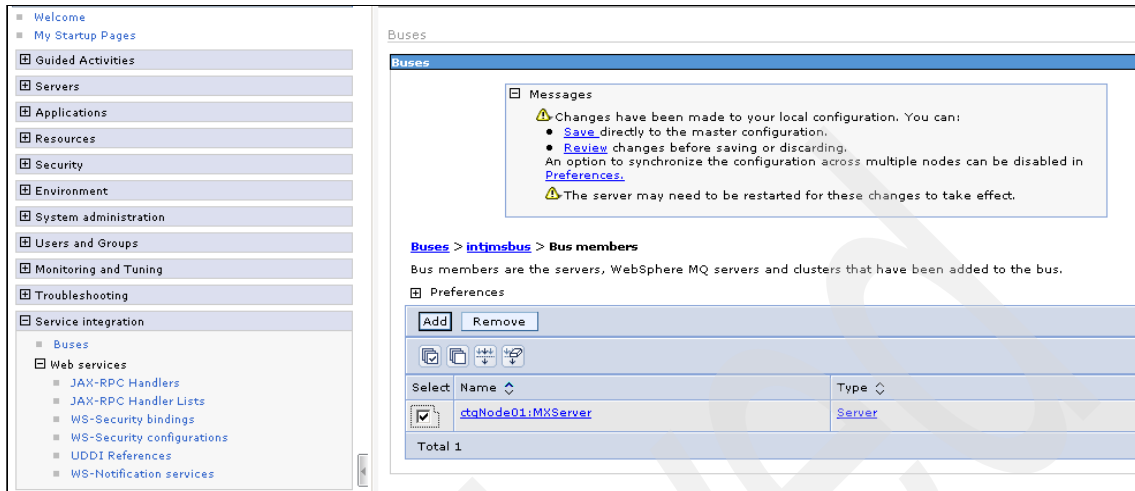 Welcome
My Startup Pages
Guided Activities
Servers
Applications
Resources
Security
Environment
System administration
Users and Groups
Monitoring and Tuning
Troubleshooting
Service integration
Buses
Web services
JAX-RPC Handlers
JAX-RPC Handler Lists
WS-Security bindings
WS-Security configurations
UDDI References
WS-Notification services
Buses
Buses
Messages
Changes have been made to your local configuration. You can:
Save directly to the master configuration.
Review changes before saving or discarding.
An option to synchronize the configuration across multiple nodes can be disabled in
Preferences.
The server may need to be restarted for these changes to take effect.
Buses > intjmsbus > Bus members
Bus members are the servers, WebSphere MQ servers and clusters that have been added to the bus.
Preferences
Add Remove
Select Name Type
ctgNode01:MXServer Server
Total 1